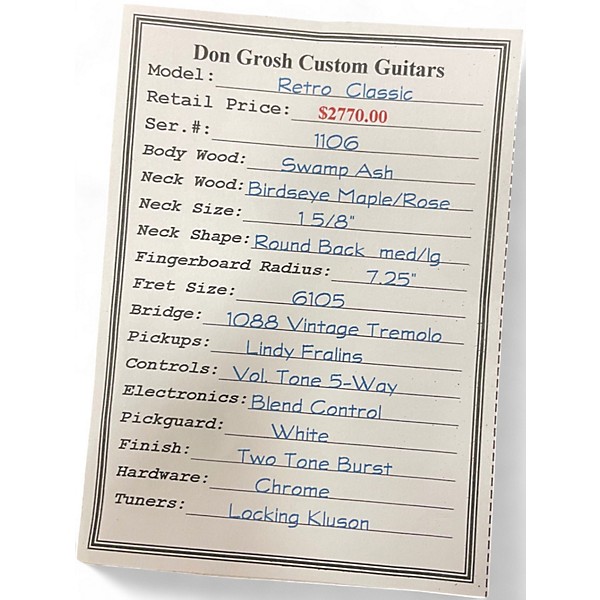 Don Grosh Custom Guitars
Model: Retro Classic
Retail Price: $2770.00
Ser.#: 1106
Body Wood: Swamp Ash
Neck Wood: Birdseye Maple/Rose
Neck Size: 1 5/8"
Neck Shape: Round Back med/lg
Fingerboard Radius: 7.25"
Fret Size: 6105
Bridge: 1088 Vintage Tremolo
Pickups: Lindy Fralins
Controls: Vol. Tone 5-Way
Electronics: Blend Control
Pickguard: White
Finish: Two Tone Burst
Hardware: Chrome
Tuners: Locking Kluson